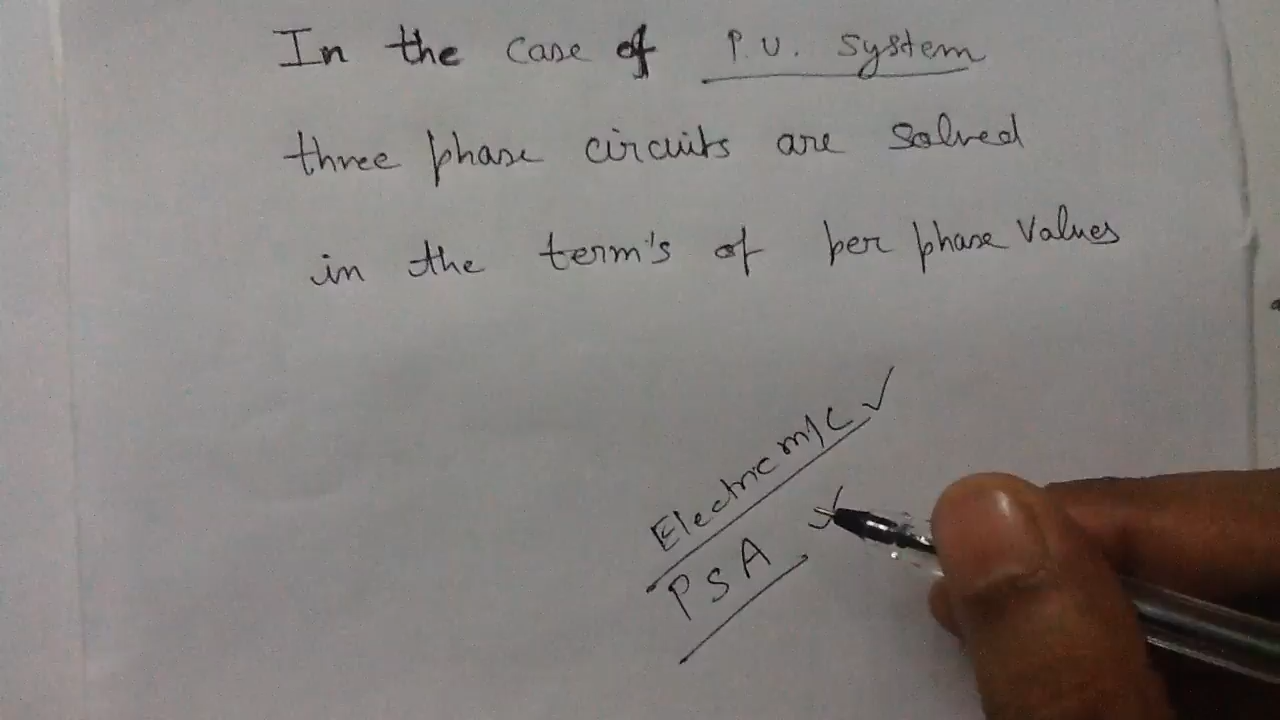 In the case of P.U. System
three phase circuits are solved
in the term's of per phase Values
Electric m/c ✓
PSA ✓